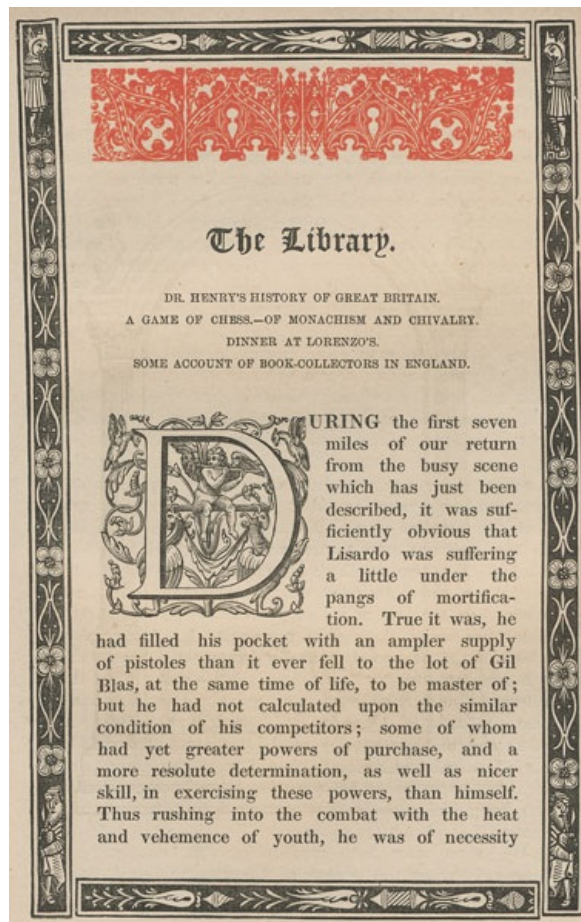 The Library.
DR. HENRY'S HISTORY OF GREAT BRITAIN.
A GAME OF CHESS.—OF MONACHISM AND CHIVALRY.
DINNER AT LORENZO'S.
SOME ACCOUNT OF BOOK-COLLECTORS IN ENGLAND.
DURING the first seven
miles of our return
from the busy scene
which has just been
described, it was suf-
ficiently obvious that
Lisardo was suffering
a little under the
pangs of mortifica-
tion. True it was, he
had filled his pocket with an ampler supply
of pistoles than it ever fell to the lot of Gil
Blas, at the same time of life, to be master of;
but he had not calculated upon the similar
condition of his competitors; some of whom
had yet greater powers of purchase, and a
more resolute determination, as well as nicer
skill, in exercising these powers, than himself.
Thus rushing into the combat with the heat
and vehemence of youth, he was of necessity